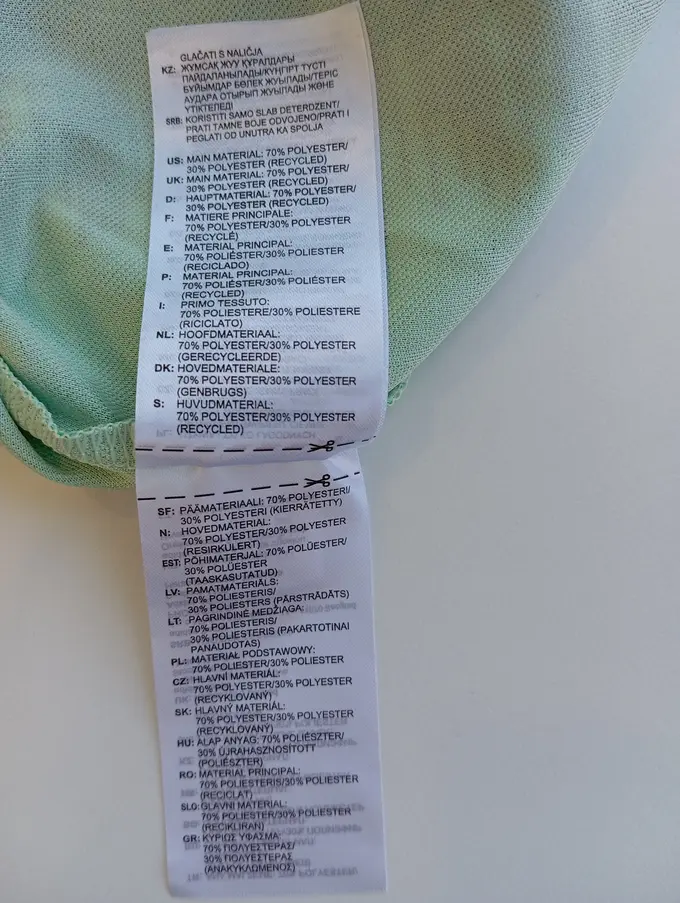 GLAČATI S NALIČJA
KZ: ЖҰМСАҚ ЖУУ ҚҰРАЛДАРЫ
ПАЙДАЛАНЫЛАДЫ/КҮҢГІРТ ТҮСТІ
БҰЙЫМДАР БӨЛЕК ЖУЫЛАДЫ/ТЕРІС
АУДАРА ОТЫРЫП ЖУЫЛАДЫ ЖӘНЕ
ҮТІКТЕЛЕДІ
SRB: KORISTITI SAMO SLAB DETERDZENT/
PRATI TAMNE BOJE ODVOJENO/PRATI I
PEGLATI OD UNUTRA KA SPOLJA
US: MAIN MATERIAL: 70% POLYESTER/
30% POLYESTER (RECYCLED)
UK: MAIN MATERIAL: 70% POLYESTER/
30% POLYESTER (RECYCLED)
D: HAUPTMATERIAL: 70% POLYESTER/
30% POLYESTER (RECYCLED)
F: MATIERE PRINCIPALE:
70% POLYESTER/30% POLYESTER
(RECYCLÉ)
E: MATERIAL PRINCIPAL:
70% POLIÉSTER/30% POLIÉSTER
(RECICLADO)
P: MATERIAL PRINCIPAL:
70% POLIÉSTER/30% POLIÉSTER
(RECYCLED)
I: PRIMO TESSUTO:
70% POLIESTERE/30% POLIESTERE
(RICICLATO)
NL: HOOFDMATERIAAL:
70% POLYESTER/30% POLYESTER
(GERECYCLEERDE)
DK: HOVEDMATERIALE:
70% POLYESTER/30% POLYESTER
(GENBRUGS)
S: HUVUDMATERIAL:
70% POLYESTER/30% POLYESTER
(RECYCLED)
SF: PÄÄMATERIAALI: 70% POLYESTERI/
30% POLYESTERI (KIERRÄTETTY)
N: HOVEDMATERIAL:
70% POLYESTER/30% POLYESTER
(RESIRKULERT)
EST: PÕHIMATERJAL: 70% POLÜESTER/
30% POLÜESTER
(TAASKASUTATUD)
LV: PAMATMATERIĀLS:
70% POLIESTERIS/
30% POLIESTERS (PĀRSTRĀDĀTS)
LT: PAGRINDINĖ MEDŽIAGA:
70% POLIESTERIS/
30% POLIESTERIS (PAKARTOTINAI
PANAUDOTAS)
PL: MATERIAŁ PODSTAWOWY:
70% POLIESTER/30% POLIESTER
CZ: HLAVNÍ MATERIÁL:
70% POLYESTER/30% POLYESTER
(RECYKLOVANÝ)
SK: HLAVNÝ MATERIÁL:
70% POLYESTER/30% POLYESTER
(RECYKLOVANÝ)
HU: ALAP ANYAG: 70% POLIÉSZTER/
30% ÚJRAHASZNOSÍTOTT
(POLIÉSZTER)
RO: MATERIAL PRINCIPAL:
70% POLIESTERIS/30% POLIESTER
(RECICLAT)
SLO: GLAVNI MATERIAL:
70% POLIESTER/30% POLIESTER
(RECIKLIRAN)
GR: ΚΥΡΙΩΣ ΥΦΑΣΜΑ:
70% ΠΟΛΥΕΣΤΕΡΑΣ/
30% ΠΟΛΥΕΣΤΕΡΑΣ
(ΑΝΑΚΥΚΛΩΜΕΝΟΣ)